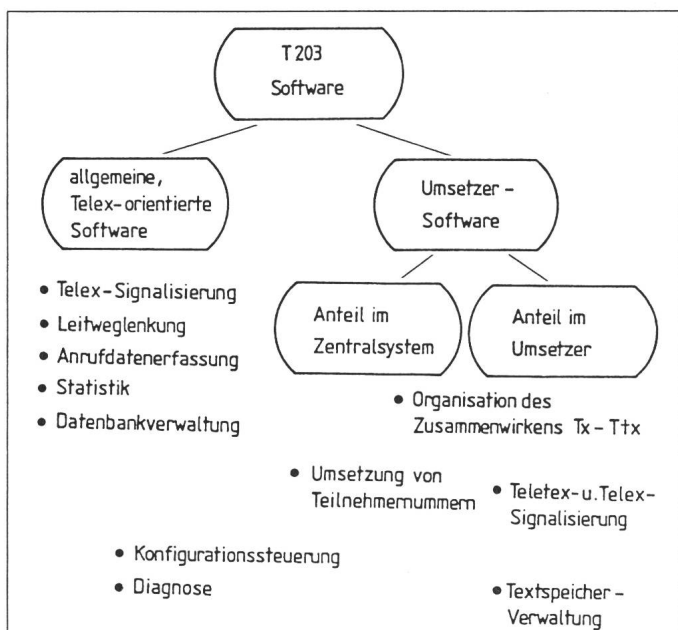 T203
Software
allgemeine,
Telex-orientierte
Software
Umsetzer-
Software
• Telex-Signalisierung
• Leitweglenkung
• Anrufdatenerfassung
• Statistik
• Datenbankverwaltung
Anteil im
Zentralsystem
Anteil im
Umsetzer
• Organisation des
Zusammenwirkens Tx-Ttx
• Umsetzung von
Teilnehmernummern
• Teletex-u.Telex-
Signalisierung
• Konfigurationssteuerung
• Diagnose
• Textspeicher-
Verwaltung